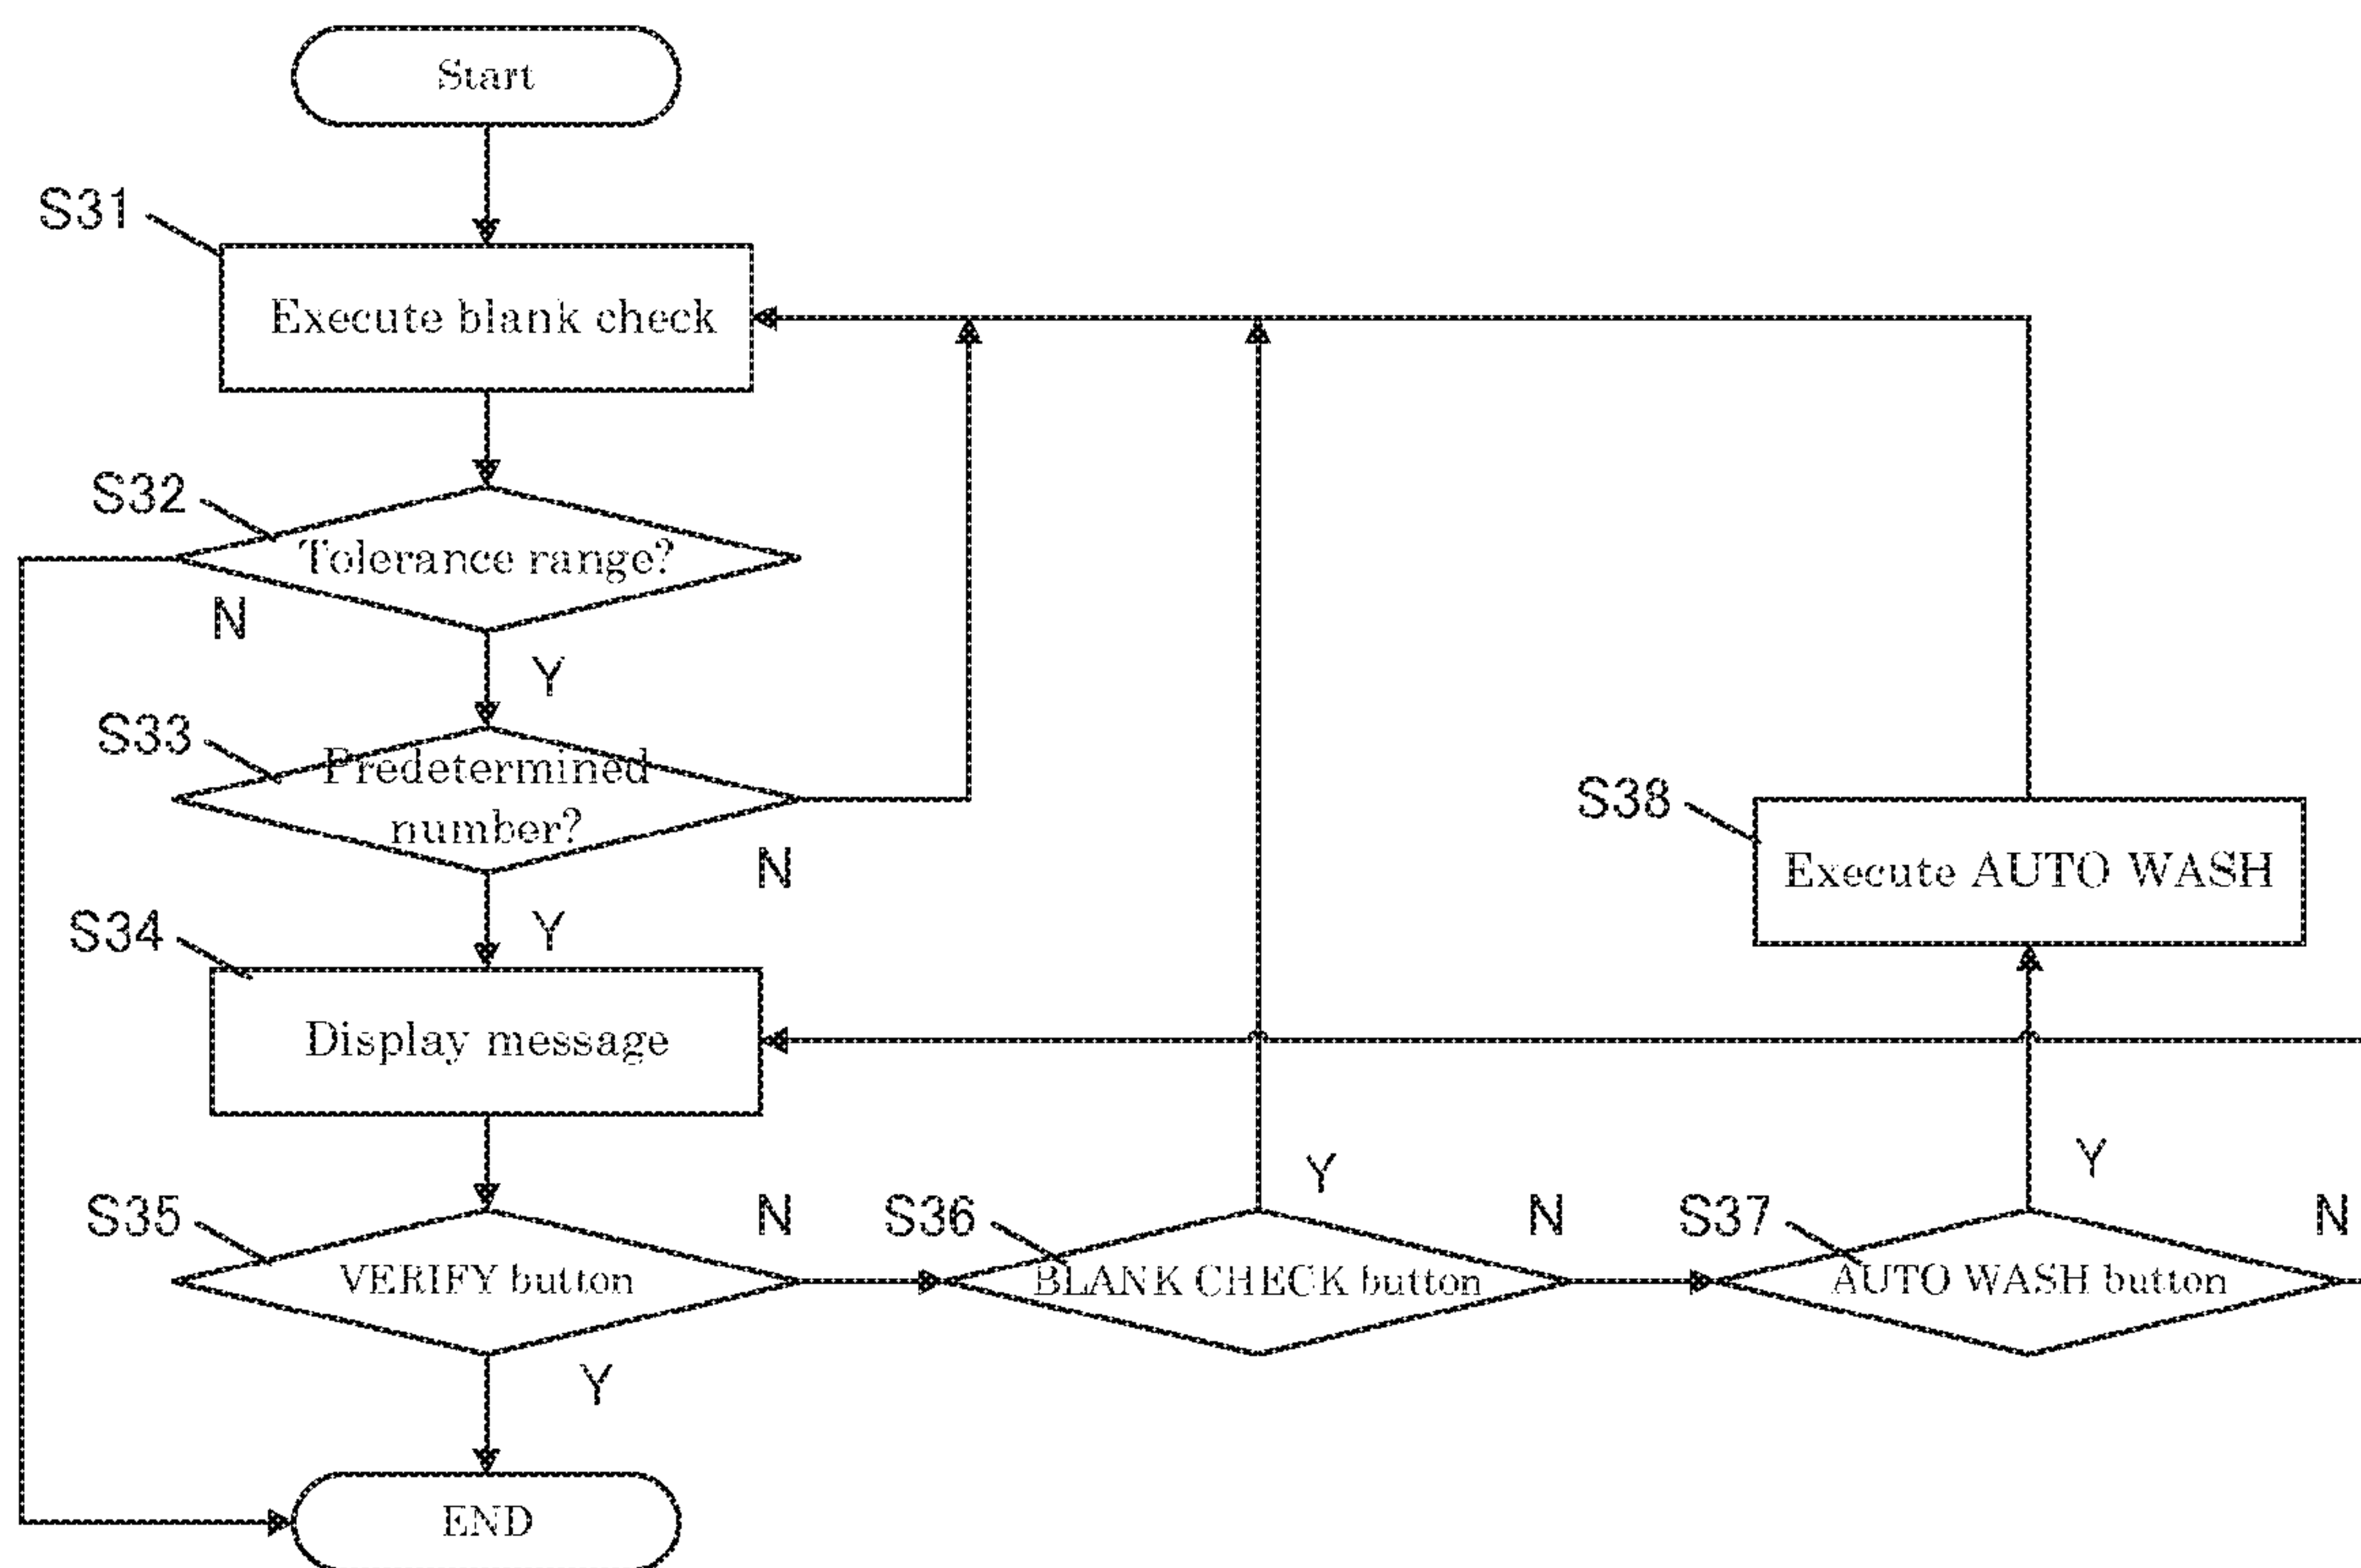 Start
S31
Execute blank check
S32
Tolerance range?
N
Y
S33
Predetermined
number?
N
Y
S38
Execute AUTO WASH
S34
Display message
Y
Y
S35
N
S36
N
S37
N
VERIFY button
BLANK CHECK button
AUTO WASH button
Y
END